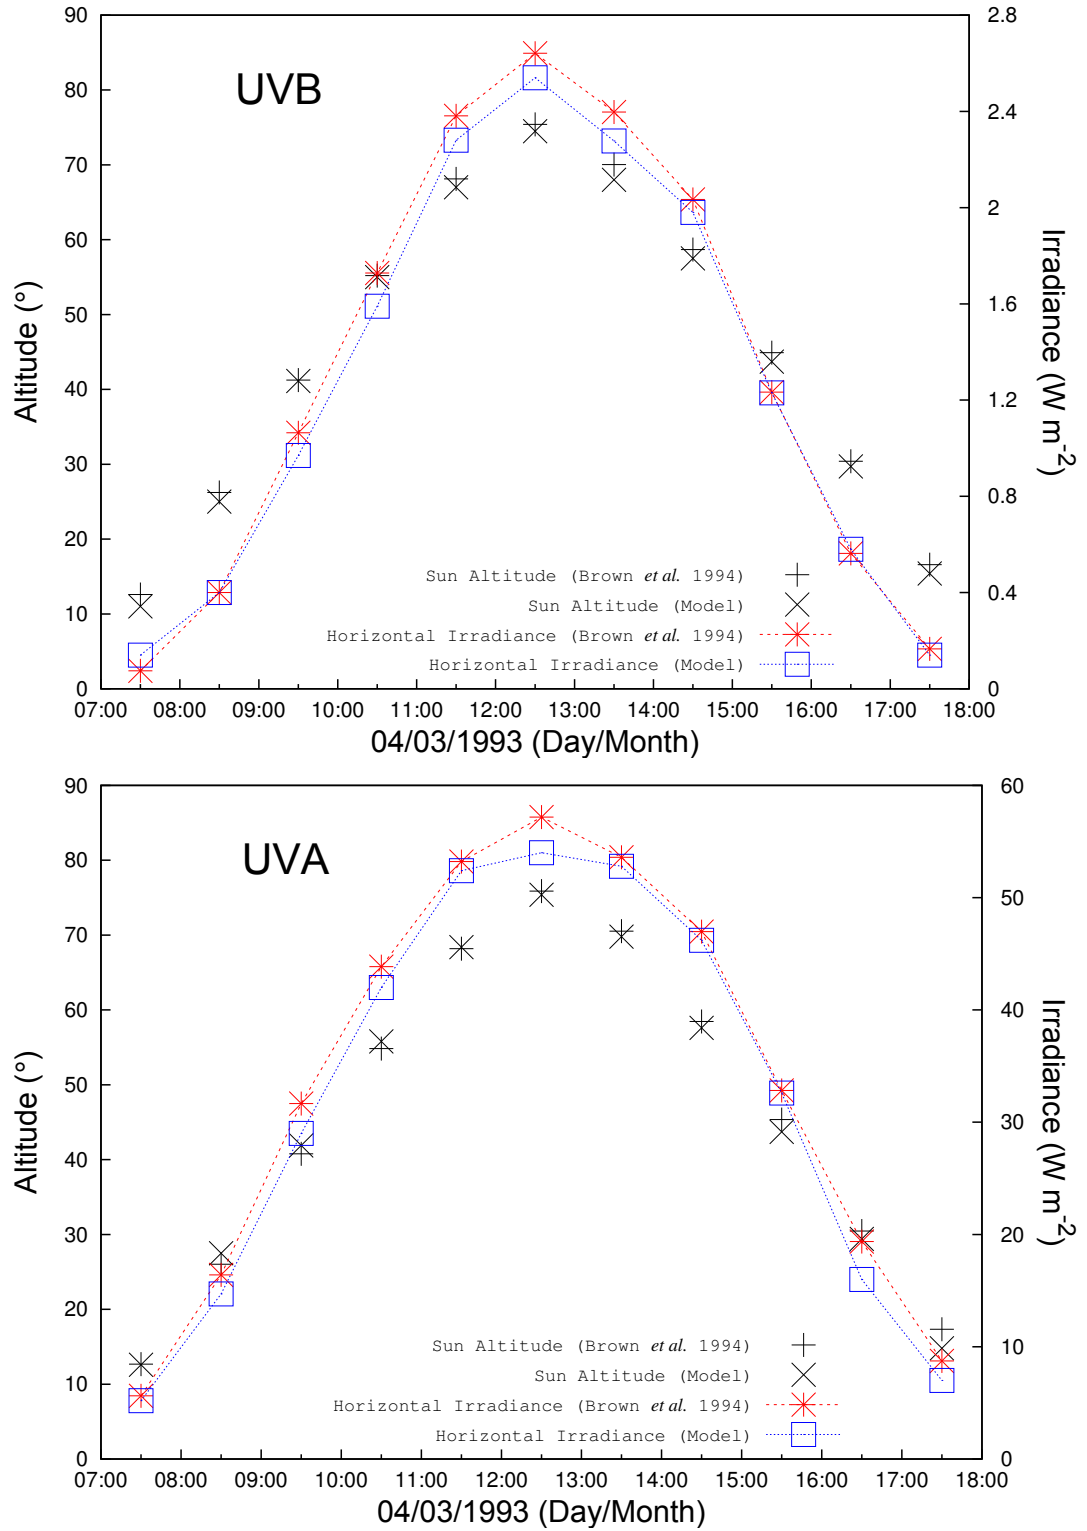 UVB
Altitude (°)
90
80
70
60
50
40
30
20
10
0
2.8
2.4
2
1.6
1.2
0.8
0.4
0
Irradiance (W m-2)
Sun Altitude (Brown et al. 1994)
Sun Altitude (Model)
Horizontal Irradiance (Brown et al. 1994)
Horizontal Irradiance (Model)
07:00 08:00 09:00 10:00 11:00 12:00 13:00 14:00 15:00 16:00 17:00 18:00
04/03/1993 (Day/Month)
UVA
Altitude (°)
90
80
70
60
50
40
30
20
10
0
60
50
40
30
20
10
0
Irradiance (W m-2)
Sun Altitude (Brown et al. 1994)
Sun Altitude (Model)
Horizontal Irradiance (Brown et al. 1994)
Horizontal Irradiance (Model)
07:00 08:00 09:00 10:00 11:00 12:00 13:00 14:00 15:00 16:00 17:00 18:00
04/03/1993 (Day/Month)